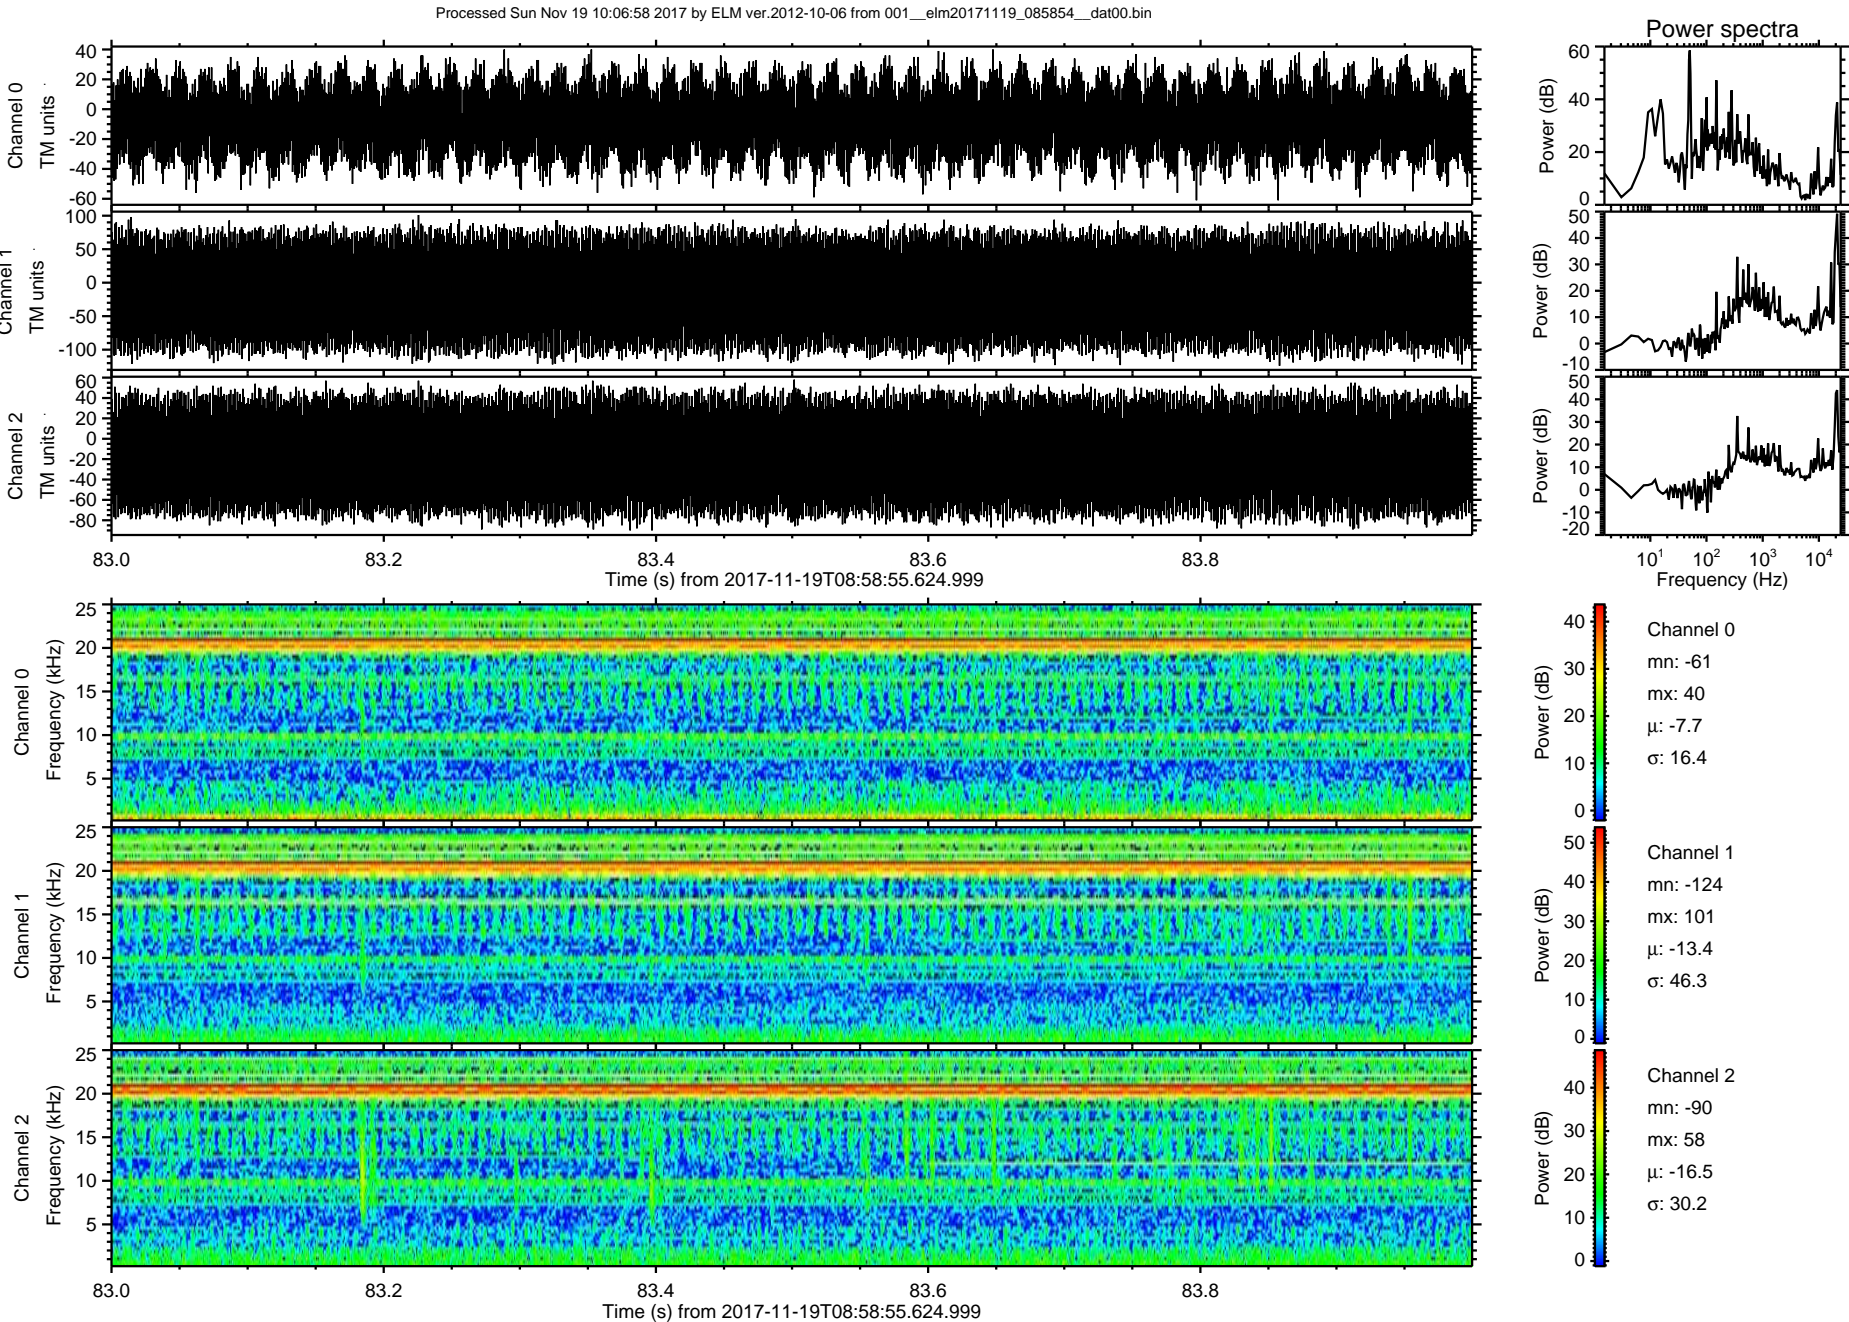 Processed Sun Nov 19 10:06:58 2017 by ELM ver.2012-10-06 from 001__elm20171119_085854__dat00.bin
Power spectra
Channel 0
TM units
40
20
0
-20
-40
-60
Power (dB)
60
40
20
0
Channel 1
TM units
100
50
0
-50
-100
Power (dB)
50
40
30
20
10
0
-10
Channel 2
TM units
60
40
20
0
-20
-40
-60
-80
Power (dB)
50
40
30
20
10
0
-10
-20
83.0 83.2 83.4 83.6 83.8
Time (s) from 2017-11-19T08:58:55.624.999
10^1 10^2 10^3 10^4
Frequency (Hz)
Channel 0
Frequency (kHz)
25
20
15
10
5
Power (dB)
40
30
20
10
0
Channel 0
mn: -61
mx: 40
μ: -7.7
σ: 16.4
Channel 1
Frequency (kHz)
25
20
15
10
5
Power (dB)
50
40
30
20
10
0
Channel 1
mn: -124
mx: 101
μ: -13.4
σ: 46.3
Channel 2
Frequency (kHz)
25
20
15
10
5
Power (dB)
40
30
20
10
0
Channel 2
mn: -90
mx: 58
μ: -16.5
σ: 30.2
83.0 83.2 83.4 83.6 83.8
Time (s) from 2017-11-19T08:58:55.624.999